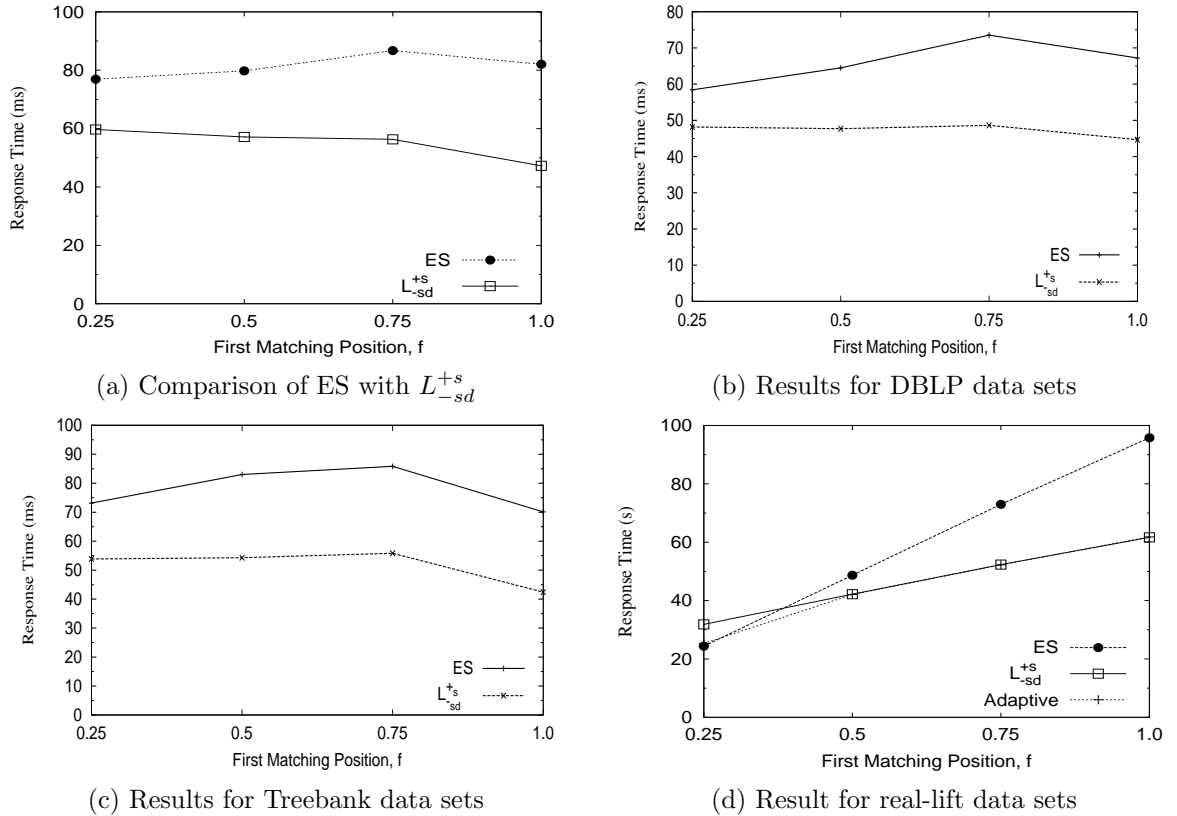 100
80
60
40
20
0
Response Time (ms)
ES
L-sd+s
0.25 0.5 0.75 1.0
First Matching Position, f
(a) Comparison of ES with L-sd+s
80
70
60
50
40
30
20
10
0
Response Time (ms)
ES
L-sd+s
0.25 0.5 0.75 1.0
First Matching Position, f
(b) Results for DBLP data sets
100
90
80
70
60
50
40
30
20
10
0
Response Time (ms)
ES
L-sd+s
0.25 0.5 0.75 1.0
First Matching Position, f
(c) Results for Treebank data sets
100
80
60
40
20
0
Response Time (s)
ES
L-sd+s
Adaptive
0.25 0.5 0.75 1.0
First Matching Position, f
(d) Result for real-lift data sets